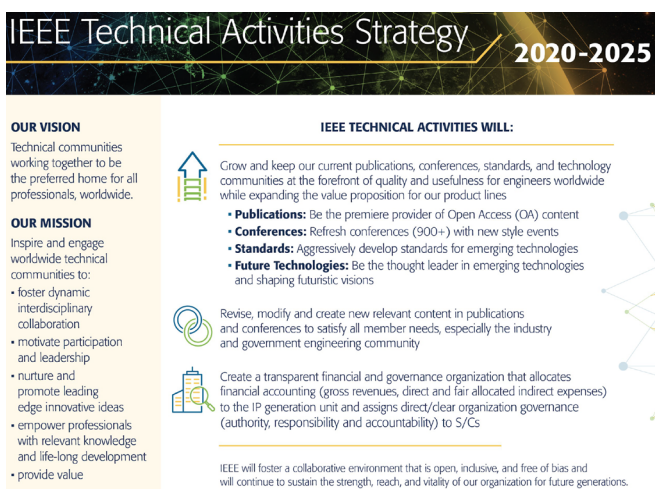 IEEE Technical Activities Strategy
2020-2025
OUR VISION
Technical communities
working together to be
the preferred home for all
professionals, worldwide.
OUR MISSION
Inspire and engage
worldwide technical
communities to:
• foster dynamic
interdisciplinary
collaboration
• motivate participation
and leadership
• nurture and
promote leading
edge innovative ideas
• empower professionals
with relevant knowledge
and life-long development
• provide value
IEEE TECHNICAL ACTIVITIES WILL:
Grow and keep our current publications, conferences, standards, and technology
communities at the forefront of quality and usefulness for engineers worldwide
while expanding the value proposition for our product lines
▪ Publications: Be the premiere provider of Open Access (OA) content
▪ Conferences: Refresh conferences (900+) with new style events
▪ Standards: Aggressively develop standards for emerging technologies
▪ Future Technologies: Be the thought leader in emerging technologies
and shaping futuristic visions
Revise, modify and create new relevant content in publications
and conferences to satisfy all member needs, especially the industry
and government engineering community
Create a transparent financial and governance organization that allocates
financial accounting (gross revenues, direct and fair allocated indirect expenses)
to the IP generation unit and assigns direct/clear organization governance
(authority, responsibility and accountability) to S/Cs
IEEE will foster a collaborative environment that is open, inclusive, and free of bias and
will continue to sustain the strength, reach, and vitality of our organization for future generations.